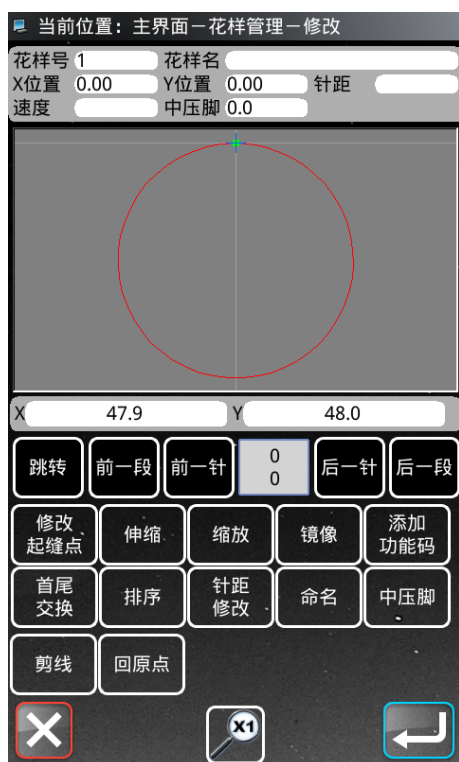 当前位置：主界面－花样管理－修改
花样号 1 花样名
X位置 0.00 Y位置 0.00 针距
速度 中压脚 0.0
X 47.9 Y 48.0
跳转 前一段 前一针 0 后一针 后一段
0
修改 伸缩 缩放 镜像 添加
起缝点 功能码
首尾 排序 针距 命名 中压脚
交换 修改
剪线 回原点
X1